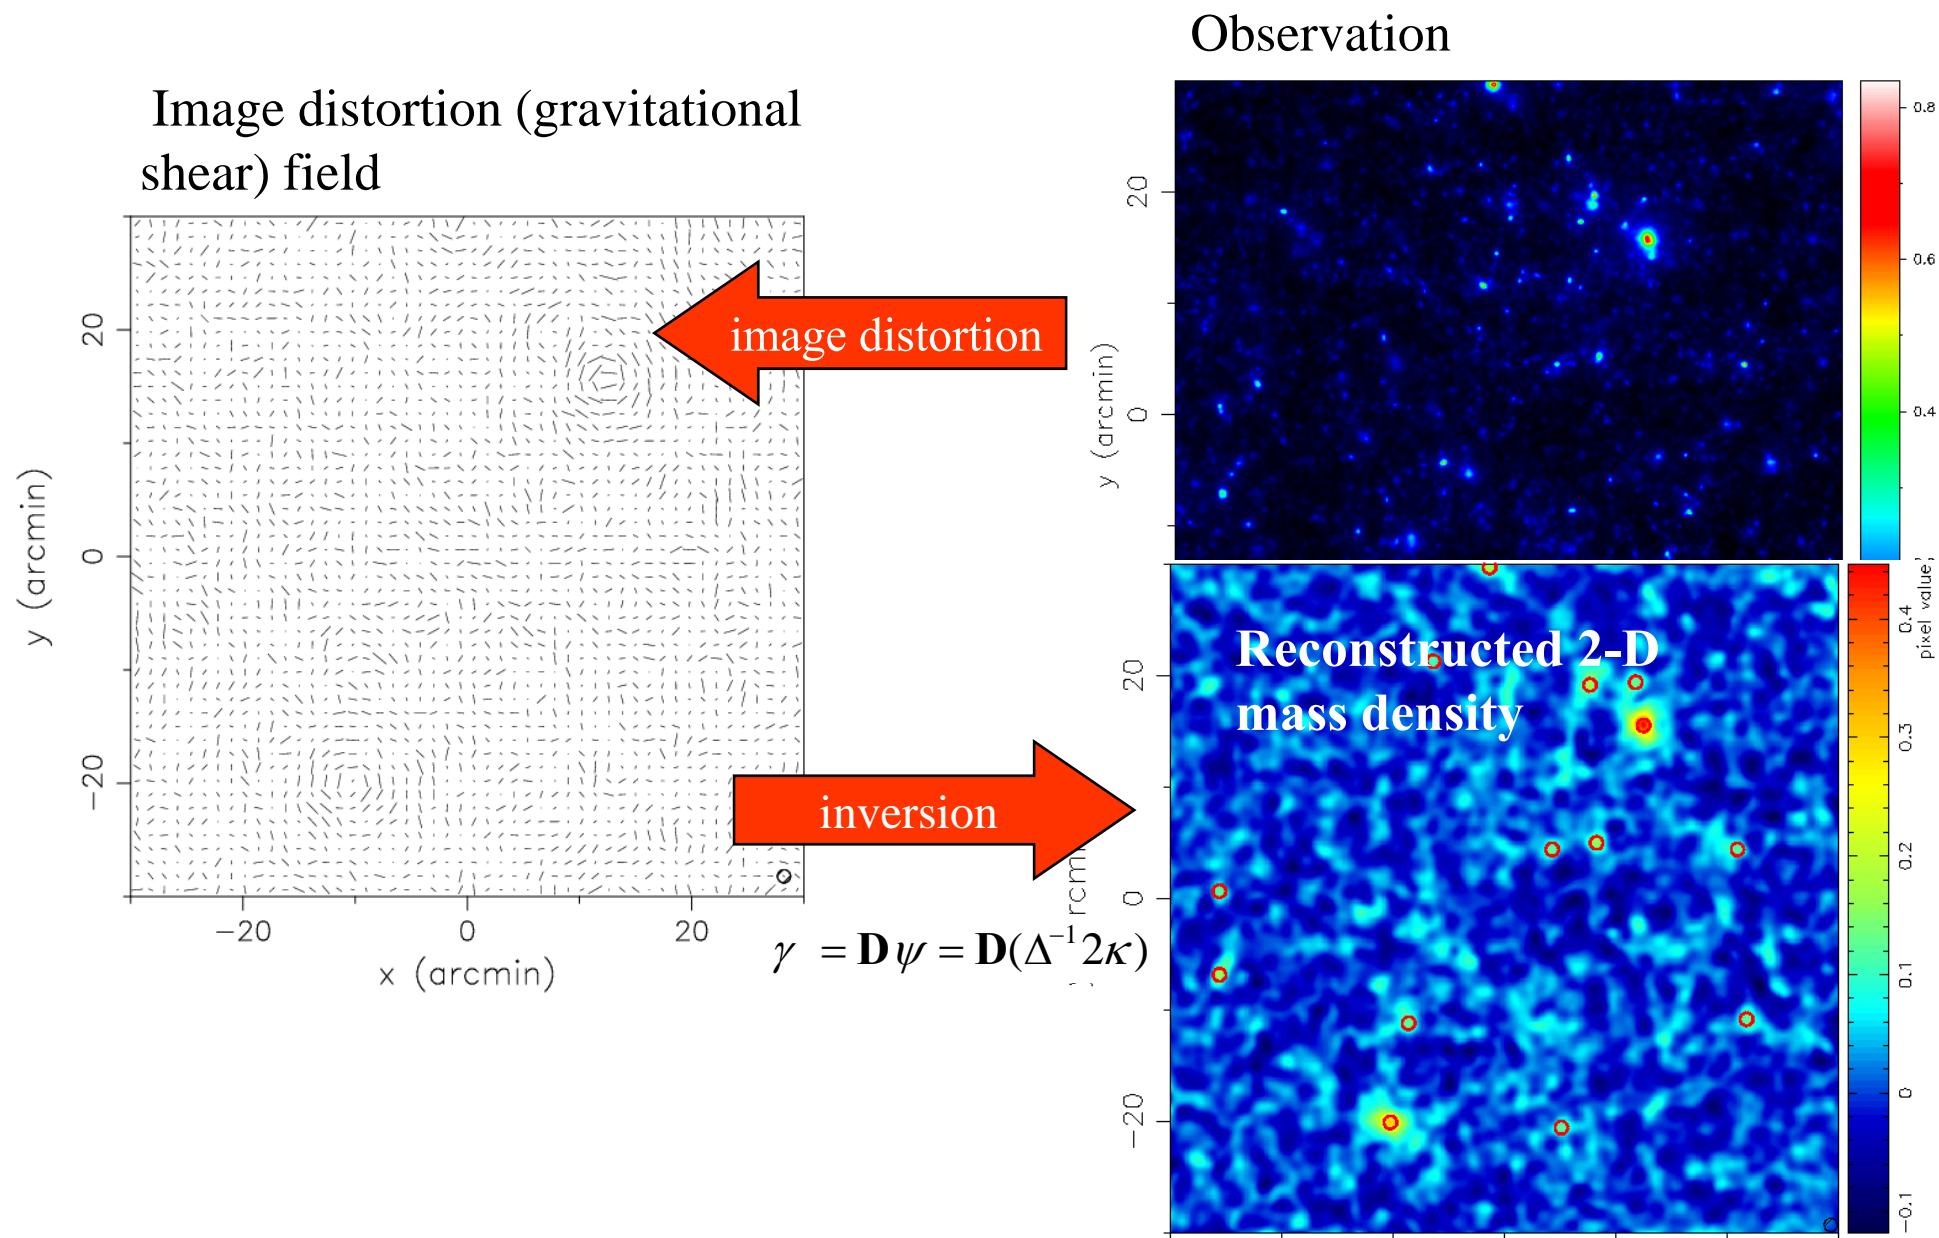 Observation
Image distortion (gravitational
shear) field
image distortion
inversion
Reconstructed 2-D
mass density
γ = Dψ = D(Δ⁻¹2κ)
y (arcmin)
20
0
−20
−20
0
20
x (arcmin)
y (arcmin)
20
0
0.8
0.6
0.4
20
0
−20
pixel value
0.4
0.3
0.2
0.1
0
−0.1